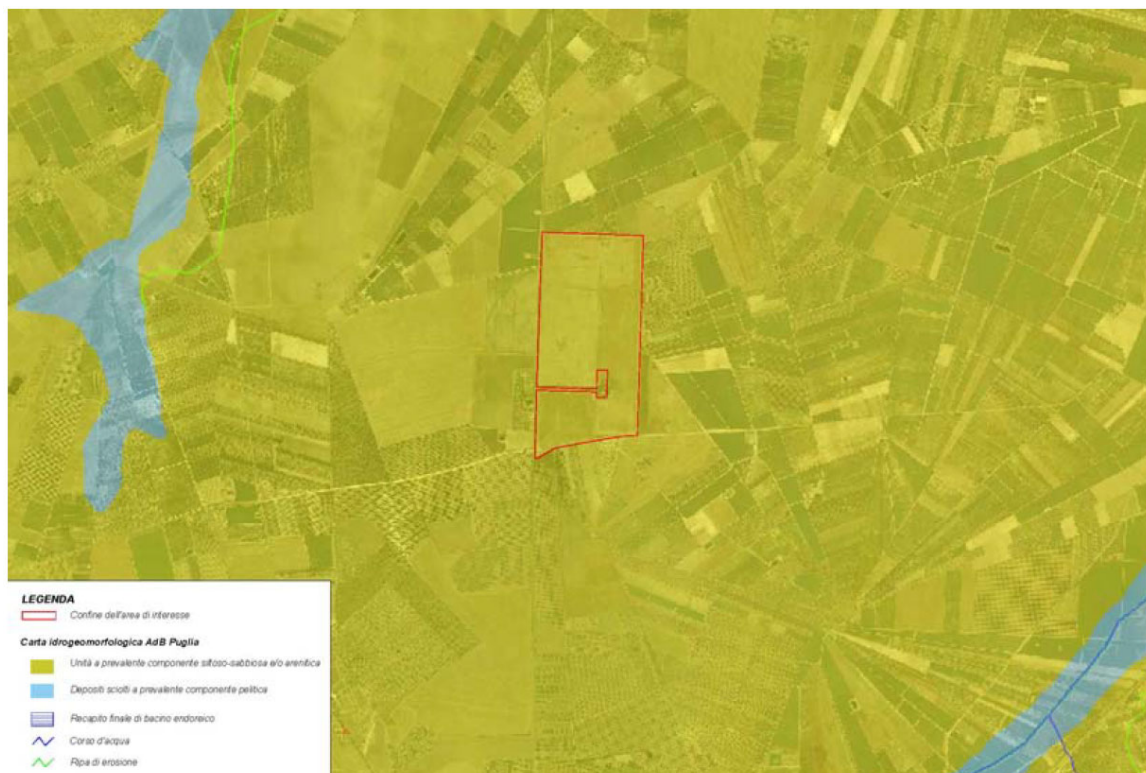 LEGENDA
Confine dell'area di interesse
Carta idrogeomorfologica AdB Puglia
Unità a prevalente componente siltoso-sabbiosa e/o arenitica
Depositi sciolti a prevalente componente pelitica
Recapito finale di bacino endoreico
Corso d'acqua
Ripa di erosione